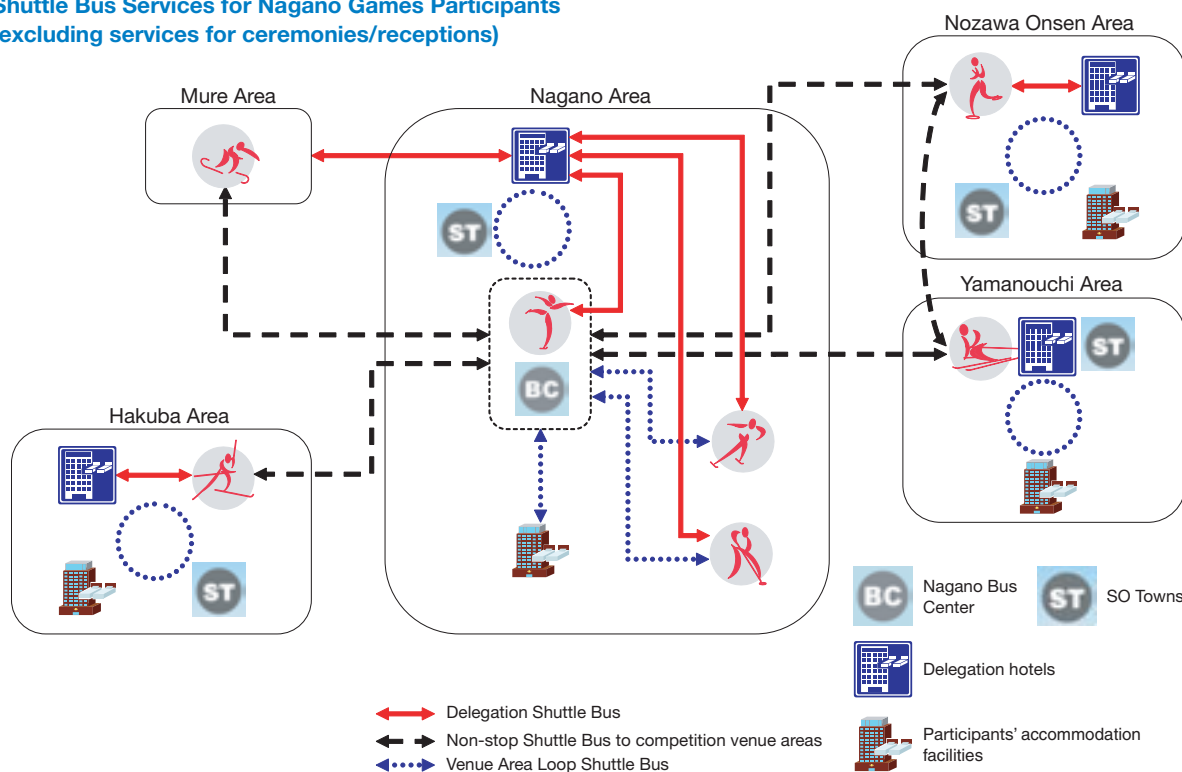 Shuttle Bus Services for Nagano Games Participants
excluding services for ceremonies/receptions)
Nozawa Onsen Area
Mure Area
Nagano Area
ST
ST
Yamanouchi Area
ST
BC
Hakuba Area
ST
BC
Nagano Bus
Center
ST
SO Towns
Delegation hotels
Delegation Shuttle Bus
Non-stop Shuttle Bus to competition venue areas
Venue Area Loop Shuttle Bus
Participants' accommodation
facilities